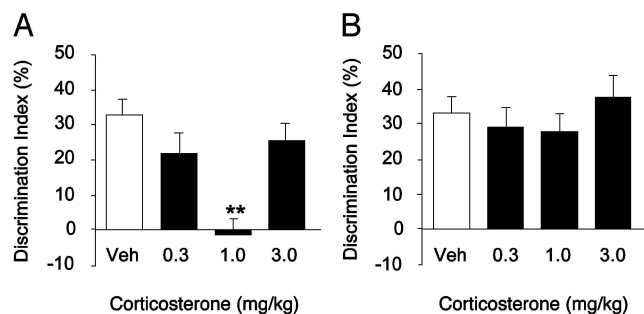 A
Discrimination Index (%)
50
40
30
20
10
0
-10
**
Veh 0.3 1.0 3.0
Corticosterone (mg/kg)
B
Discrimination Index (%)
50
40
30
20
10
0
-10
Veh 0.3 1.0 3.0
Corticosterone (mg/kg)